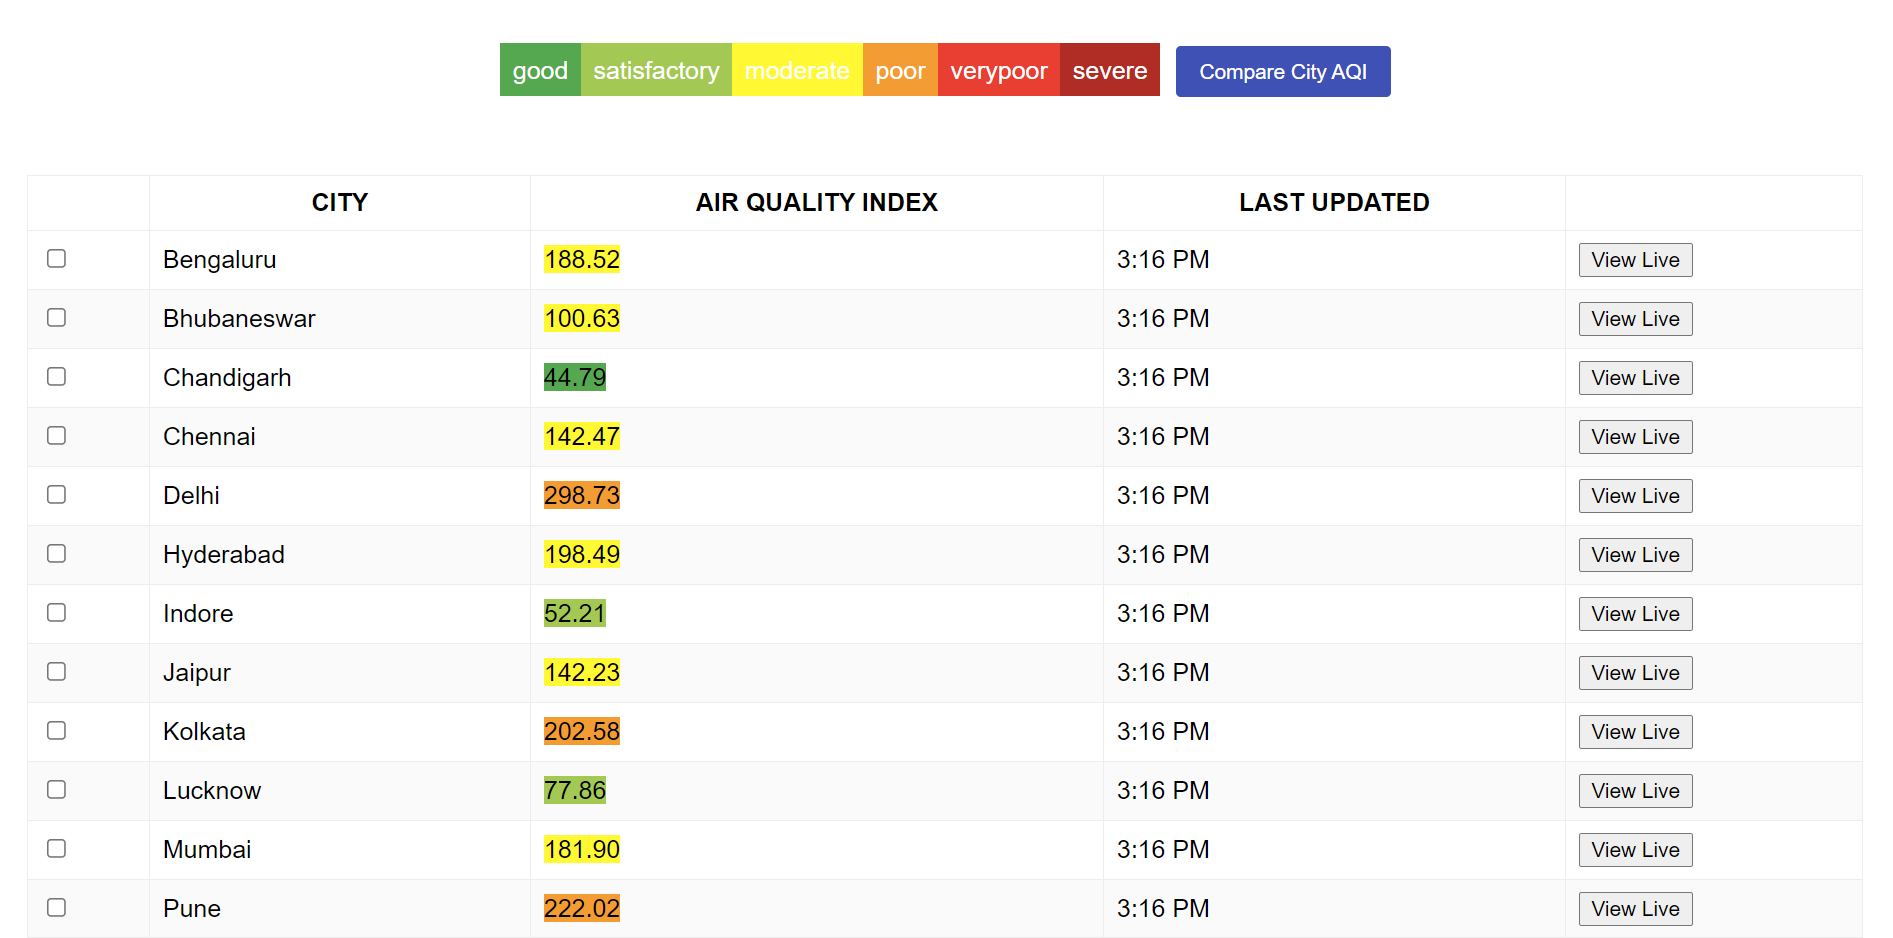 good satisfactory moderate poor verypoor severe Compare City AQI
CITY AIR QUALITY INDEX LAST UPDATED
Bengaluru 188.52 3:16 PM View Live
Bhubaneswar 100.63 3:16 PM View Live
Chandigarh 44.79 3:16 PM View Live
Chennai 142.47 3:16 PM View Live
Delhi 298.73 3:16 PM View Live
Hyderabad 198.49 3:16 PM View Live
Indore 52.21 3:16 PM View Live
Jaipur 142.23 3:16 PM View Live
Kolkata 202.58 3:16 PM View Live
Lucknow 77.86 3:16 PM View Live
Mumbai 181.90 3:16 PM View Live
Pune 222.02 3:16 PM View Live